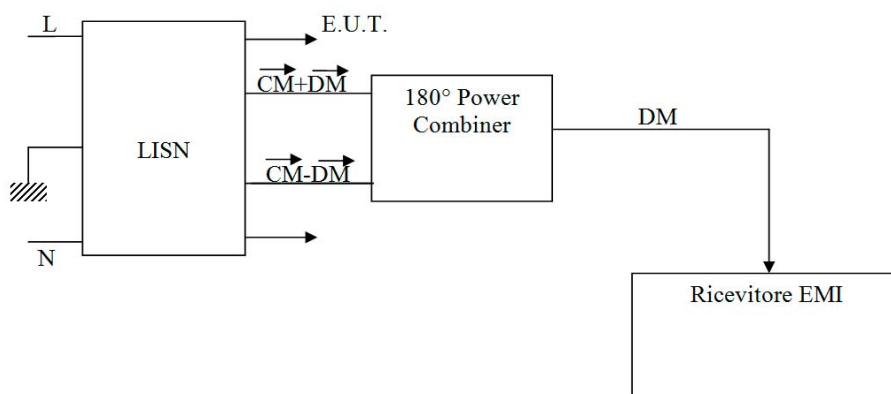 L
E.U.T.
CM+DM
180° Power
Combiner
DM
LISN
CM-DM
N
Ricevitore EMI